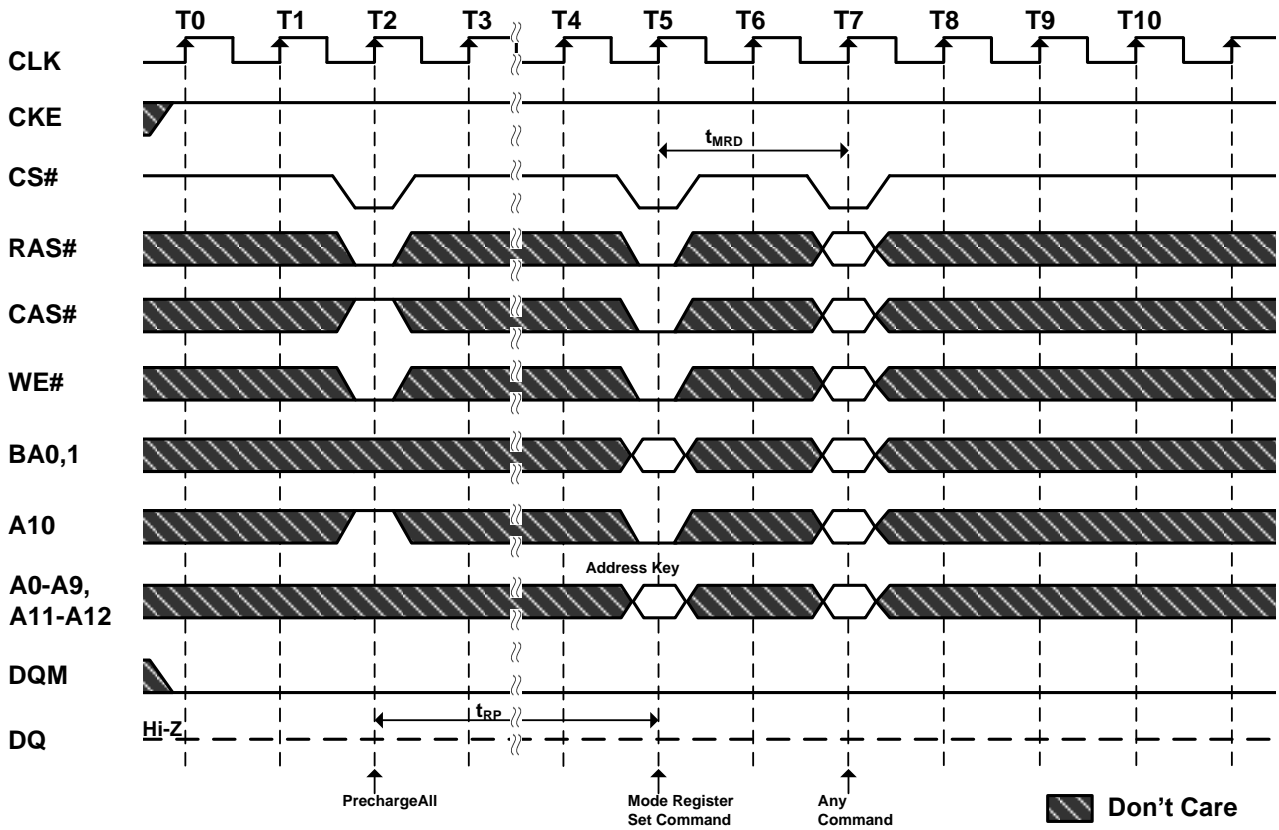 T0 T1 T2 T3 T4 T5 T6 T7 T8 T9 T10
CLK
CKE
tMRD
CS#
RAS#
CAS#
WE#
BA0,1
A10
Address Key
A0-A9,
A11-A12
DQM
tRP
Hi-Z
DQ
PrechargeAll
Mode Register
Set Command
Any
Command
Don't Care